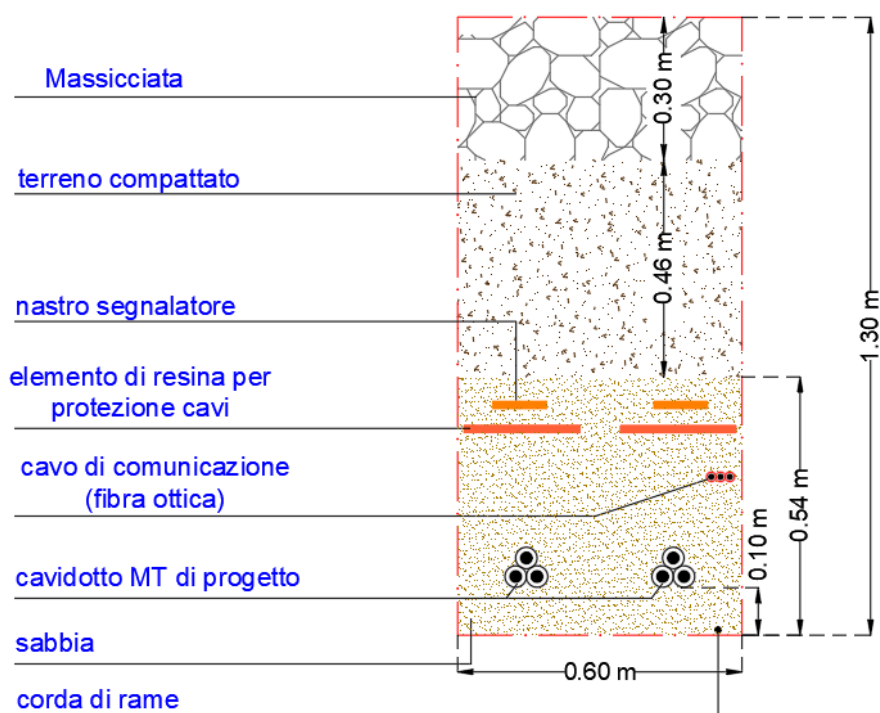 Massicciata
terreno compattato
nastro segnalatore
elemento di resina per
protezione cavi
cavo di comunicazione
(fibra ottica)
cavidotto MT di progetto
sabbia
corda di rame
0.30 m
0.46 m
0.54 m
0.10 m
1.30 m
0.60 m